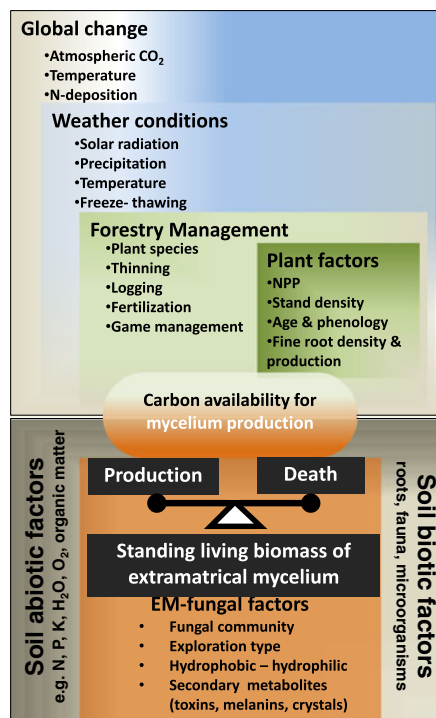 Global change
•Atmospheric CO₂
•Temperature
•N-deposition
Weather conditions
•Solar radiation
•Precipitation
•Temperature
•Freeze- thawing
Forestry Management
•Plant species
•Thinning
•Logging
•Fertilization
•Game management
Plant factors
•NPP
•Stand density
•Age & phenology
•Fine root density &
production
Carbon availability for
mycelium production
Production
Death
Standing living biomass of
extramatrical mycelium
EM-fungal factors
• Fungal community
• Exploration type
• Hydrophobic – hydrophilic
• Secondary metabolites
(toxins, melanins, crystals)
Soil abiotic factors
e.g. N, P, K, H₂O, O₂, organic matter
Soil biotic factors
roots, fauna, microorganisms